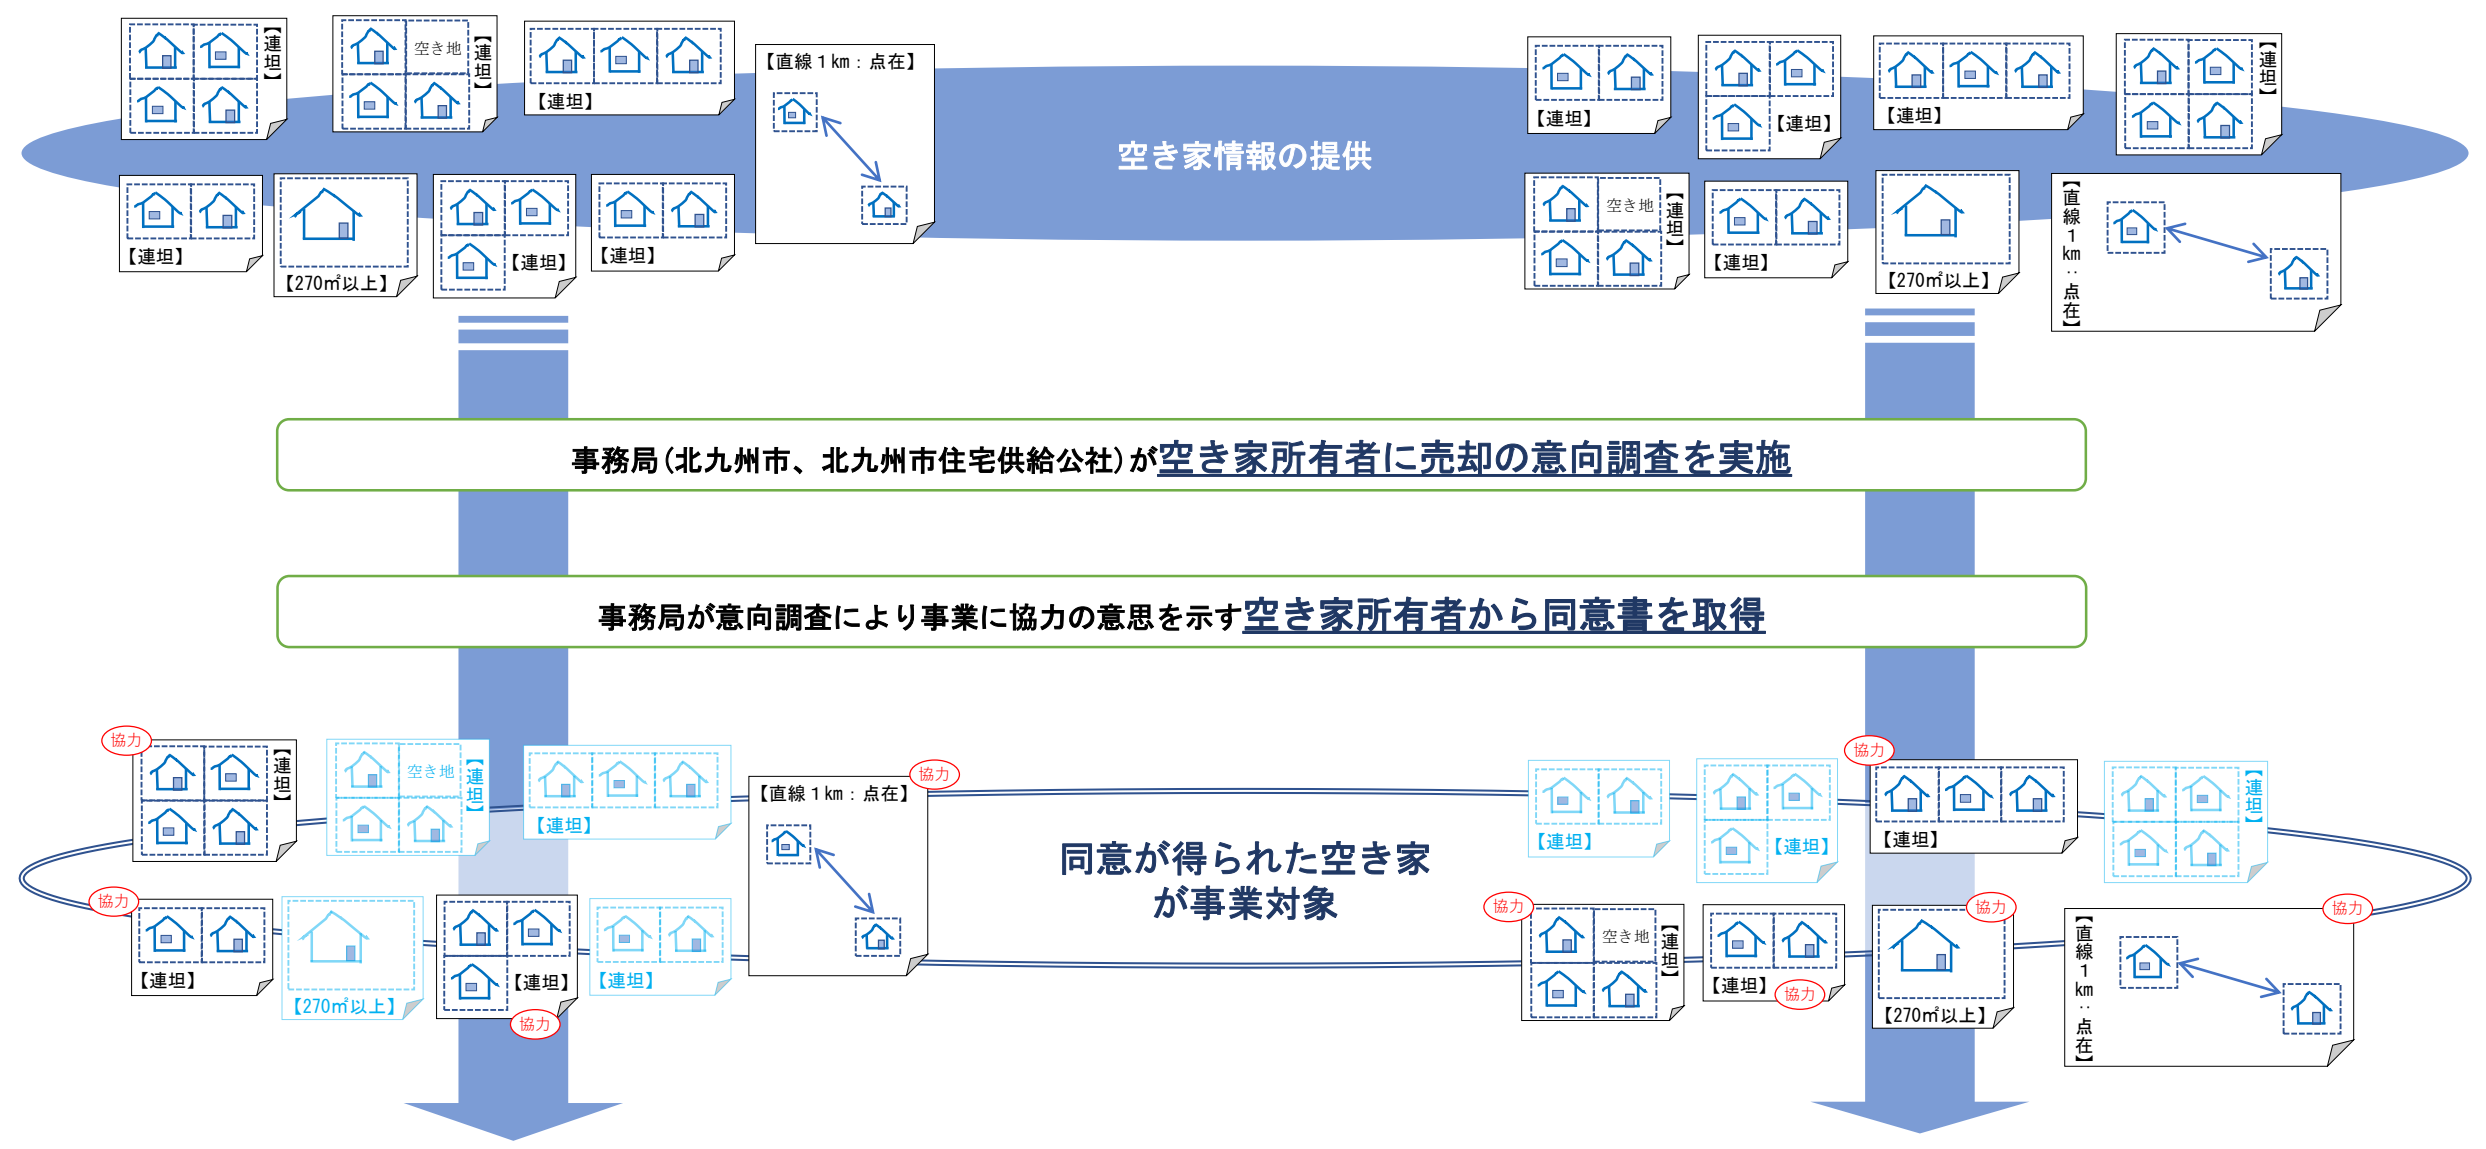 【連坦】
空き地
【連坦】
【連坦】
【直線１km：点在】
【連坦】
【270㎡以上】
【連坦】
【連坦】
空き家情報の提供
【連坦】
【連坦】
【連坦】
【連坦】
空き地
【連坦】
【連坦】
【270㎡以上】
【直線１km：点在】
事務局(北九州市、北九州市住宅供給公社)が空き家所有者に売却の意向調査を実施
事務局が意向調査により事業に協力の意思を示す空き家所有者から同意書を取得
協力
【連坦】
空き地
【連坦】
【連坦】
協力
【直線１km：点在】
協力
【連坦】
【270㎡以上】
【連坦】
協力
【連坦】
同意が得られた空き家
が事業対象
【連坦】
【連坦】
協力
【連坦】
【連坦】
協力
空き地
【連坦】
【連坦】
協力
協力
【270㎡以上】
協力
【直線１km：点在】